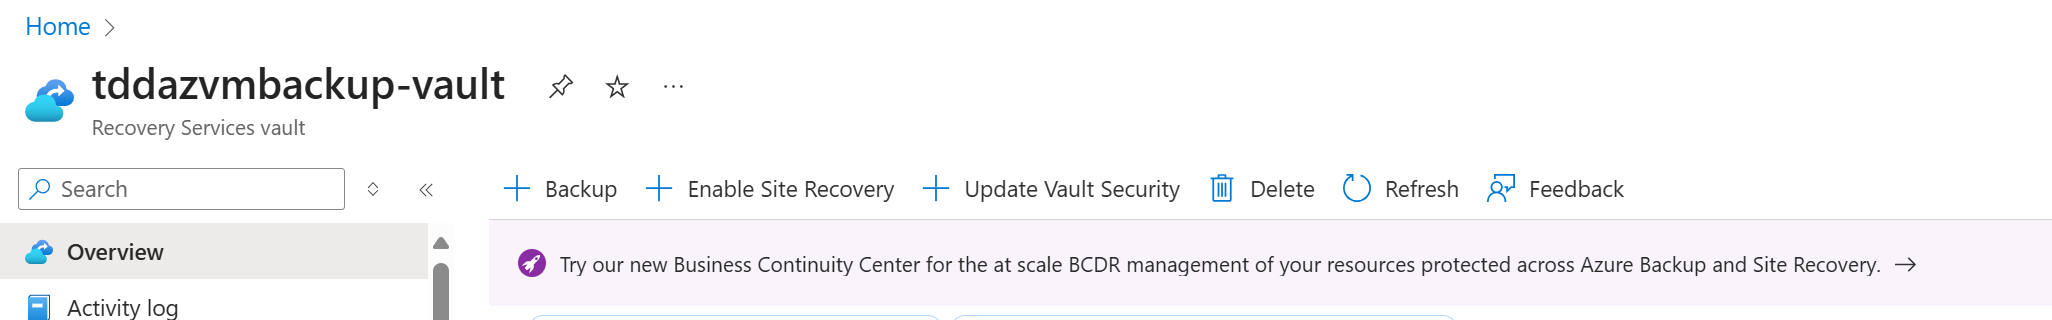 Home
tddazvmbackup-vault
Recovery Services vault
Search
Backup Enable Site Recovery Update Vault Security Delete Refresh Feedback
Overview
Try our new Business Continuity Center for the at scale BCDR management of your resources protected across Azure Backup and Site Recovery. →
Activity log